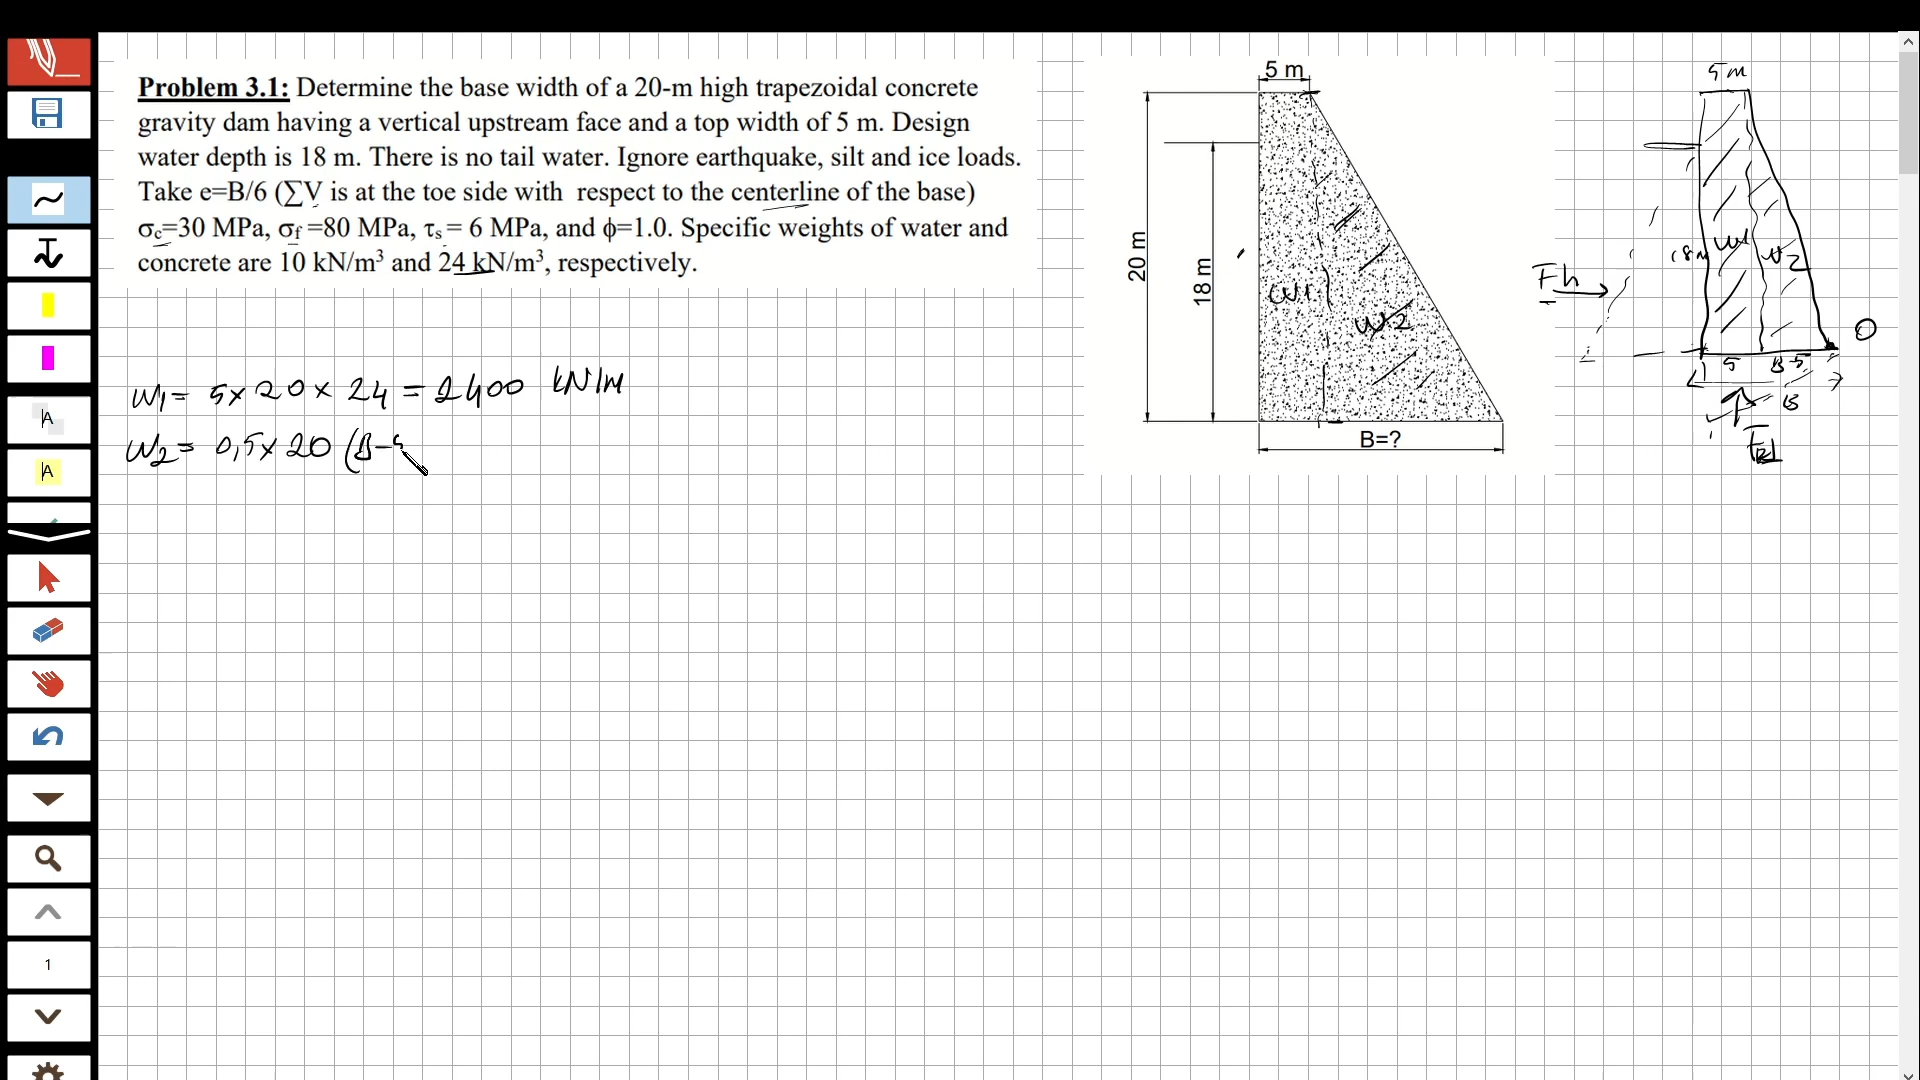 Problem 3.1: Determine the base width of a 20-m high trapezoidal concrete
gravity dam having a vertical upstream face and a top width of 5 m. Design
water depth is 18 m. There is no tail water. Ignore earthquake, silt and ice loads.
Take e=B/6 (∑V is at the toe side with respect to the centerline of the base)
σc=30 MPa, σf =80 MPa, τs = 6 MPa, and ϕ=1.0. Specific weights of water and
concrete are 10 kN/m³ and 24 kN/m³, respectively.
W1 = 5 x 20 x 24 = 2400 kN/m
W2 = 0,5 x 20 (B-5
5 m
20 m
18 m
W1
W2
B=?
5m
18m
W1
W2
Fh
O
5
B-5
B
A
A
1